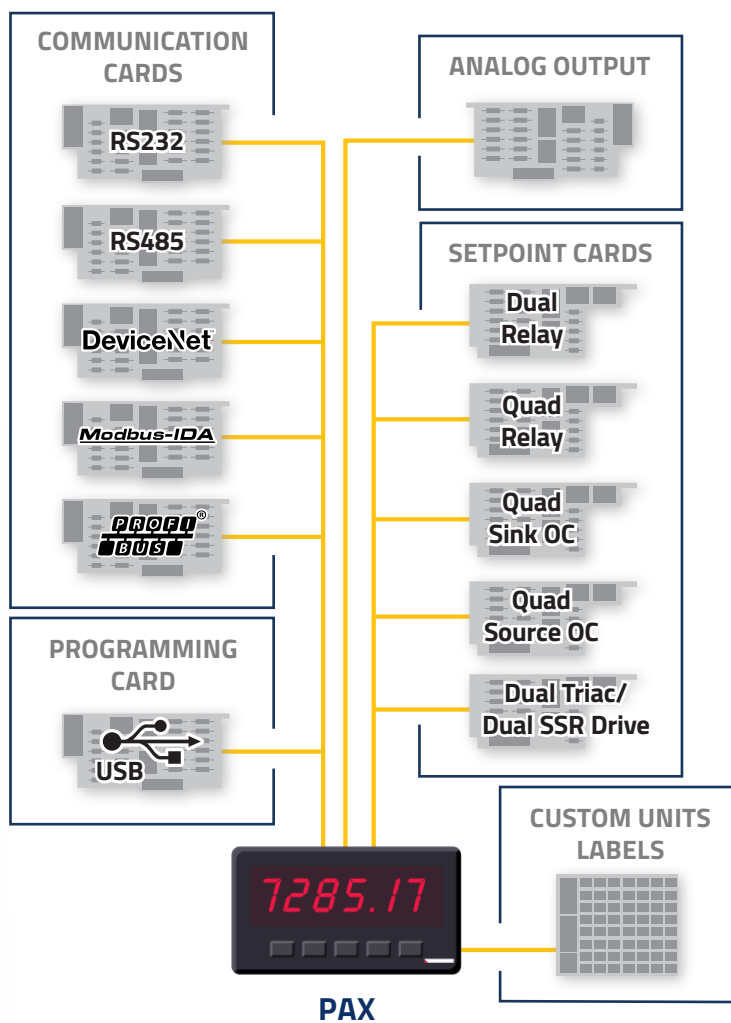 COMMUNICATION
CARDS
RS232
RS485
DeviceNet™
Modbus-IDA
PROFI®
BUS
PROGRAMMING
CARD
USB
ANALOG OUTPUT
SETPOINT CARDS
Dual
Relay
Quad
Relay
Quad
Sink OC
Quad
Source OC
Dual Triac/
Dual SSR Drive
CUSTOM UNITS
LABELS
7285.17
PAX